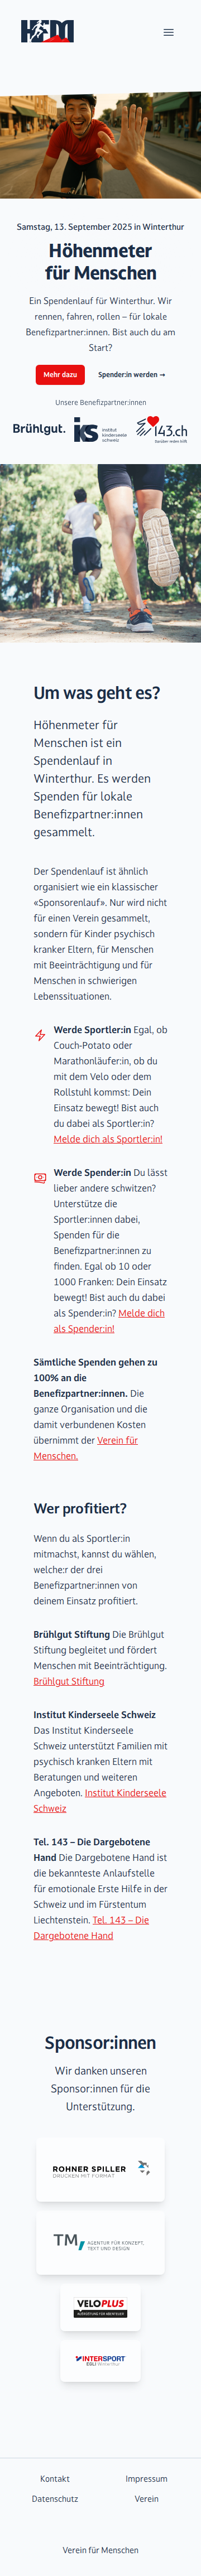 HFM
Samstag, 13. September 2025 in Winterthur
Höhenmeter
für Menschen
Ein Spendenlauf für Winterthur. Wir
rennen, fahren, rollen – für lokale
Benefizpartner:innen. Bist auch du am
Start?
Mehr dazu
Spender:in werden →
Unsere Benefizpartner:innen
Brühlgut.
iks institut
kinderseele
schweiz
143.ch
Darüber reden hilft
Was was geht es?
Höhenmeter für
Menschen ist ein
Spendenlauf in
Winterthur. Es werden
Spenden für lokale
Benefizpartner:innen
gesammelt.
Der Spendenlauf ist ähnlich
organisiert wie ein klassischer
«Sponsorenlauf». Nur wird nicht
für einen Verein gesammelt,
sondern für Kinder psychisch
kranker Eltern, für Menschen
mit Beeinträchtigung und für
Menschen in schwierigen
Lebenssituationen.
Werde Sportler:in Egal, ob
Couch-Potato oder
Marathonläufer:in, ob du
mit dem Velo oder dem
Rollstuhl kommst: Dein
Einsatz bewegt! Bist auch
du dabei als Sportler:in?
Melde dich als Sportler:in!
Werde Spender:in Du lässt
lieber andere schwitzen?
Unterstütze die
Sportler:innen dabei,
Spenden für die
Benefizpartner:innen zu
finden. Egal ob 10 oder
1000 Franken: Dein Einsatz
bewegt! Bist auch du dabei
als Spender:in? Melde dich
als Spender:in!
Sämtliche Spenden gehen zu
100% an die
Benefizpartner:innen. Die
ganze Organisation und die
damit verbundenen Kosten
übernimmt der Verein für
Menschen.
Wer profitiert?
Wenn du als Sportler:in
mitmachst, kannst du wählen,
welche:r der drei
Benefizpartner:innen von
deinem Einsatz profitiert.
Brühlgut Stiftung Die Brühlgut
Stiftung begleitet und fördert
Menschen mit Beeinträchtigung.
Brühlgut Stiftung
Institut Kinderseele Schweiz
Das Institut Kinderseele
Schweiz unterstützt Familien mit
psychisch kranken Eltern mit
Beratungen und weiteren
Angeboten. Institut Kinderseele
Schweiz
Tel. 143 – Die Dargebotene
Hand Die Dargebotene Hand ist
die bekannteste Anlaufstelle
für emotionale Erste Hilfe in der
Schweiz und im Fürstentum
Liechtenstein. Tel. 143 – Die
Dargebotene Hand
Sponsor:innen
Wir danken unseren
Sponsor:innen für die
Unterstützung.
ROHNER SPILLER
DRUCKEN MIT FORMAT
TM AGENTUR FÜR KONZEPT,
TEXT UND DESIGN
VELOPLUS
AUSRÜSTUNG FÜR ABENTEUER
INTERSPORT
EGLI Winterthur
Kontakt
Impressum
Datenschutz
Verein
Verein für Menschen